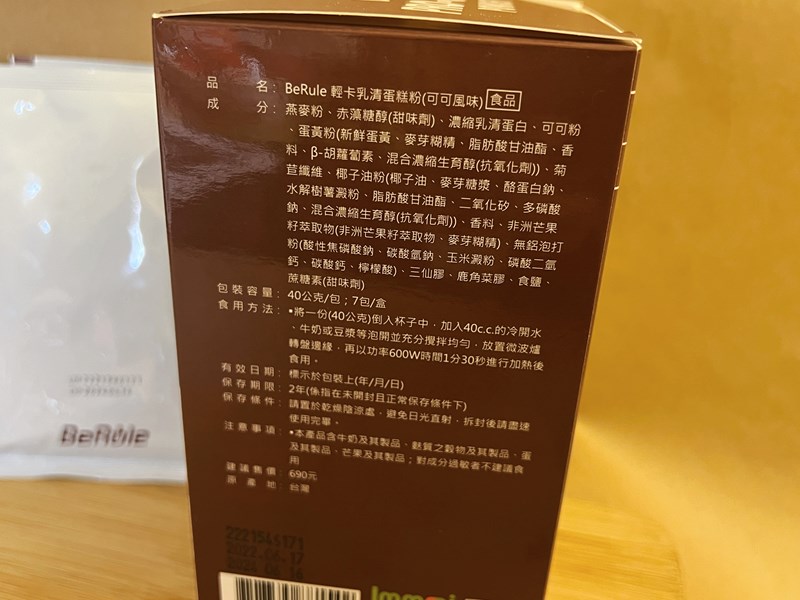 品名：BeRule 輕卡乳清蛋糕粉(可可風味) 食品
成分：燕麥粉、赤藻糖醇(甜味劑)、濃縮乳清蛋白、可可粉
、蛋黃粉(新鮮蛋黃、麥芽糊精、脂肪酸甘油酯、香
料、β-胡蘿蔔素、混合濃縮生育醇(抗氧化劑))、菊
苣纖維、椰子油粉(椰子油、麥芽糖漿、酪蛋白鈉、
水解樹薯澱粉、脂肪酸甘油酯、二氧化矽、多磷酸
鈉、混合濃縮生育醇(抗氧化劑))、香料、非洲芒果
籽萃取物(非洲芒果籽萃取物、麥芽糊精)、無鋁泡打
粉(酸性焦磷酸鈉、碳酸氫鈉、玉米澱粉、磷酸二氫
鈣、碳酸鈣、檸檬酸)、三仙膠、鹿角菜膠、食鹽、
蔗糖素(甜味劑)
包裝容量：40公克/包；7包/盒
食用方法：•將一份(40公克)倒入杯子中，加入40c.c.的冷開水
、牛奶或豆漿等泡開並充分攪拌均勻，放置微波爐
轉盤邊緣，再以功率600W時間1分30秒進行加熱後
食用。
有效日期：標示於包裝上(年/月/日)
保存期限：2年(係指在未開封且正常保存條件下)
保存條件：請置於乾燥陰涼處，避免日光直射，拆封後請盡速
使用完畢。
注意事項：•本產品含牛奶及其製品、麩質之穀物及其製品、蛋
及其製品、芒果及其製品；對成分過敏者不建議食
用
建議售價：690元
原產地：台灣
2221546171
2022.06.17
BeRule